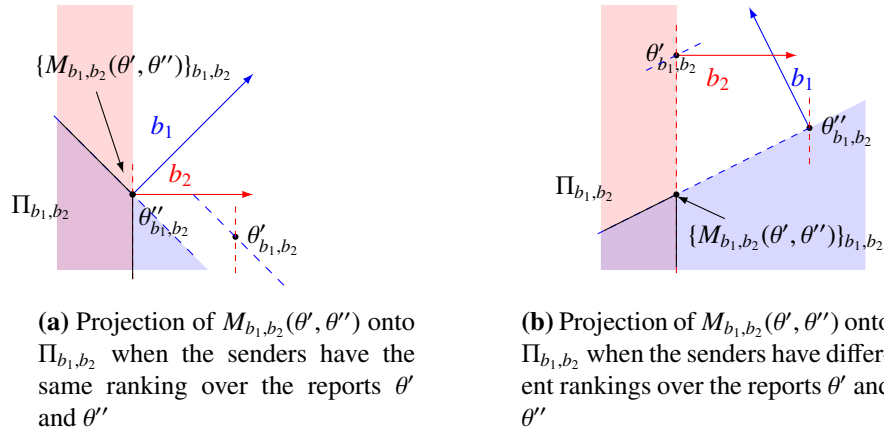 {M_{b_1,b_2}(θ′, θ′′)}_{b_1,b_2}
b_1
b_2
Π_{b_1,b_2}
θ′′_{b_1,b_2}
θ′_{b_1,b_2}
(a) Projection of M_{b_1,b_2}(θ′, θ′′) onto
Π_{b_1,b_2} when the senders have the
same ranking over the reports θ′
and θ′′
θ′_{b_1,b_2}
b_2
b_1
θ′′_{b_1,b_2}
Π_{b_1,b_2}
{M_{b_1,b_2}(θ′, θ′′)}_{b_1,b_2}
(b) Projection of M_{b_1,b_2}(θ′, θ′′) onto
Π_{b_1,b_2} when the senders have differ-
ent rankings over the reports θ′ and
θ′′